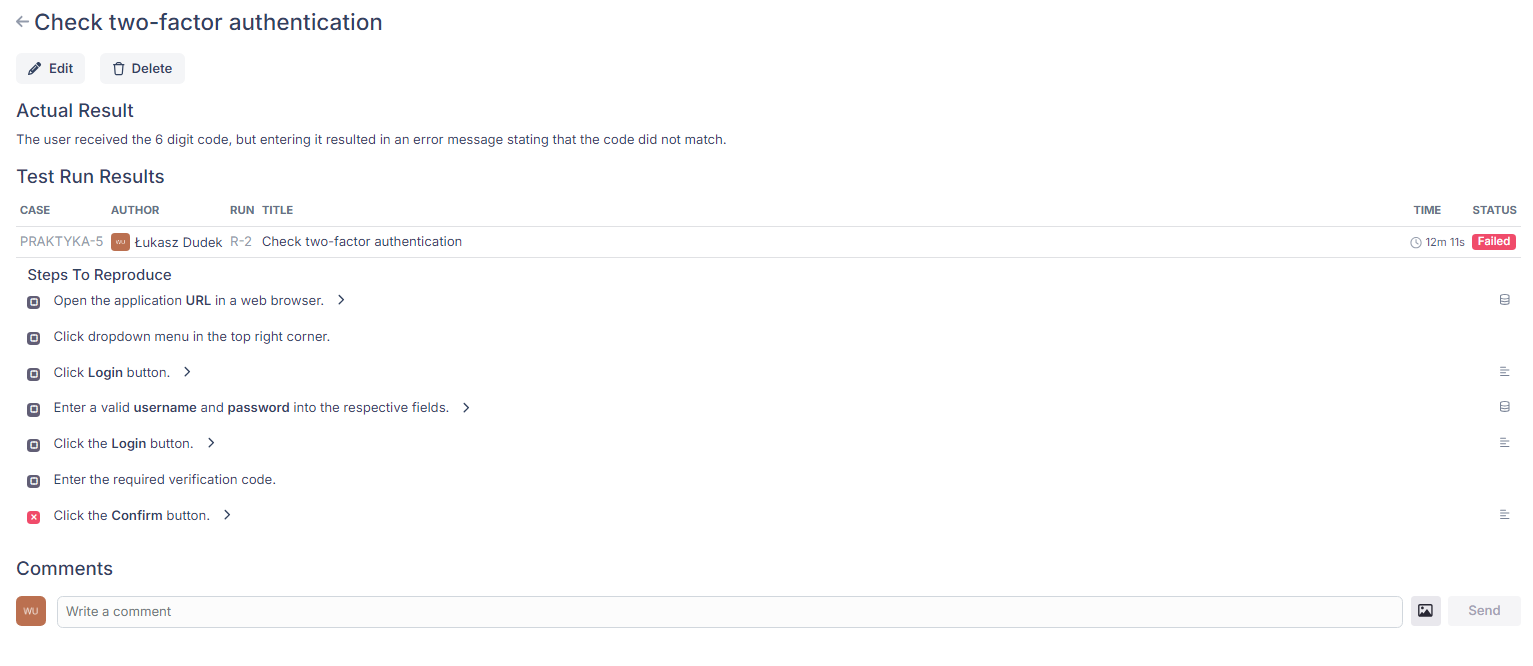 Check two-factor authentication
Edit Delete
Actual Result
The user received the 6 digit code, but entering it resulted in an error message stating that the code did not match.
Test Run Results
CASE AUTHOR RUN TITLE TIME STATUS
PRAKTYKA-5 WU Łukasz Dudek R-2 Check two-factor authentication 12m 11s Failed
Steps To Reproduce
Open the application URL in a web browser.
Click dropdown menu in the top right corner.
Click Login button.
Enter a valid username and password into the respective fields.
Click the Login button.
Enter the required verification code.
Click the Confirm button.
Comments
WU Write a comment Send